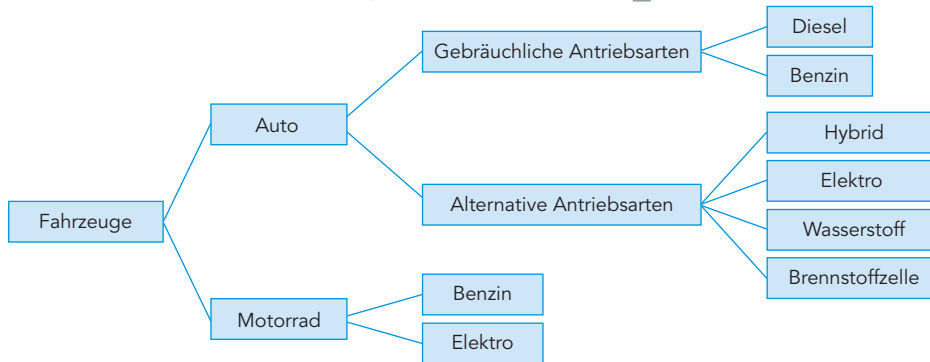 Fahrzeuge
Auto
Gebräuchliche Antriebsarten
Diesel
Benzin
Alternative Antriebsarten
Hybrid
Elektro
Wasserstoff
Brennstoffzelle
Motorrad
Benzin
Elektro